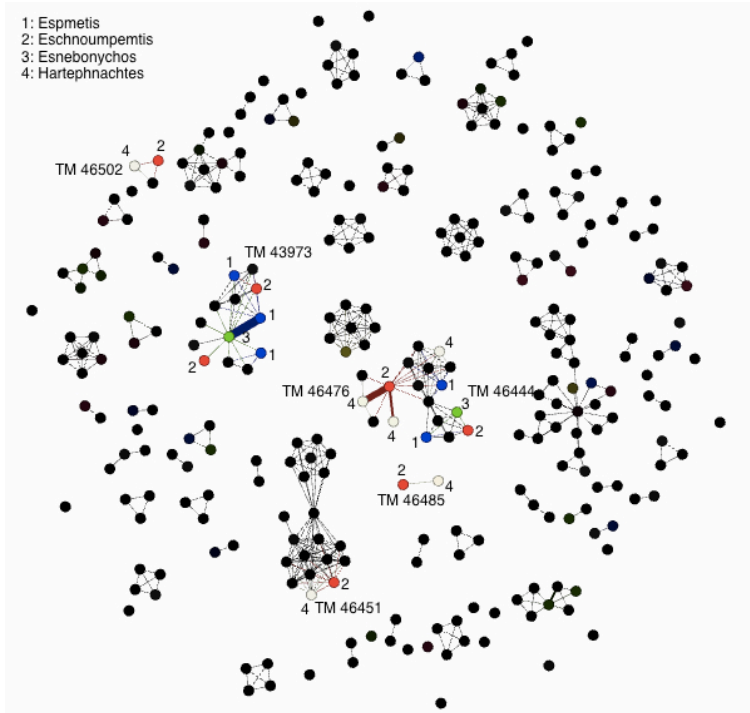 1: Espmetis
2: Eschnoumpemtis
3: Esnebonychos
4: Hartephnachtes
4 2
TM 46502
TM 43973
1
2
1
3
1
2
4
TM 46476 2
1 TM 46444
4
3
4
2
1
2
4
TM 46485
2
4 TM 46451